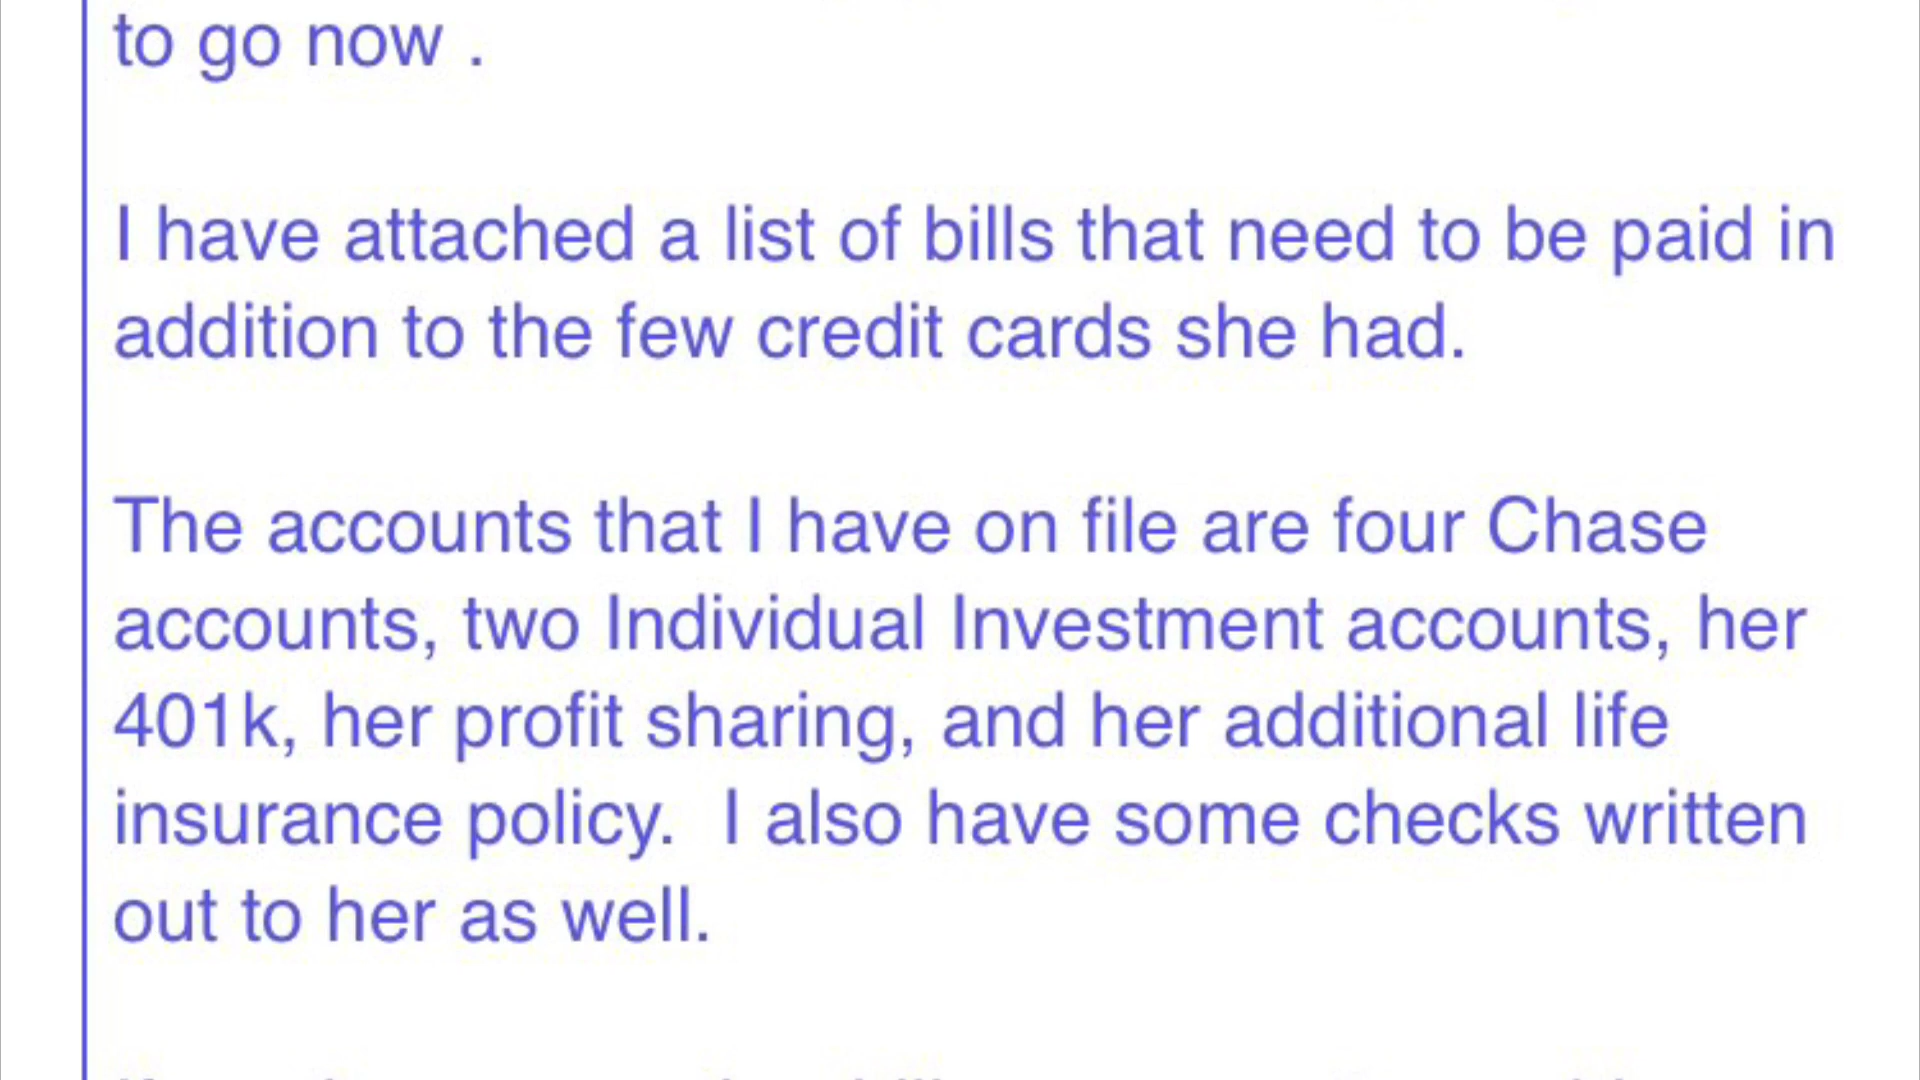 to go now .
I have attached a list of bills that need to be paid in
addition to the few credit cards she had.
The accounts that I have on file are four Chase
accounts, two Individual Investment accounts, her
401k, her profit sharing, and her additional life
insurance policy.  I also have some checks written
out to her as well.